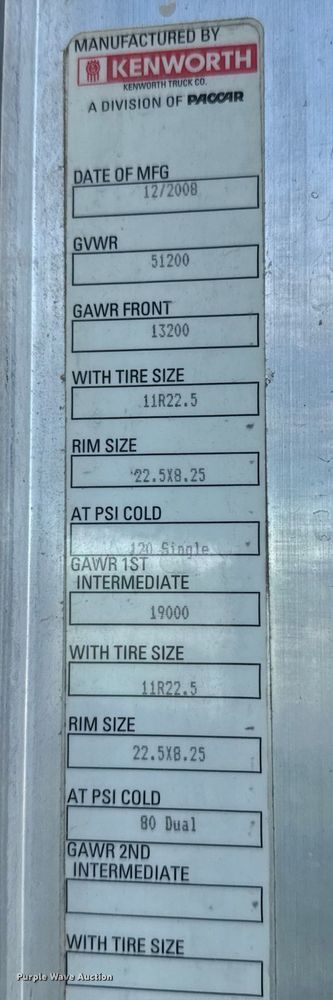 MANUFACTURED BY
KENWORTH
KENWORTH TRUCK CO.
A DIVISION OF PACCAR
DATE OF MFG
12/2008
GVWR
51200
GAWR FRONT
13200
WITH TIRE SIZE
11R22.5
RIM SIZE
22.5X8.25
AT PSI COLD
120 Single
GAWR 1ST
INTERMEDIATE
19000
WITH TIRE SIZE
11R22.5
RIM SIZE
22.5X8.25
AT PSI COLD
80 Dual
GAWR 2ND
INTERMEDIATE
WITH TIRE SIZE
Purple Wave Auction